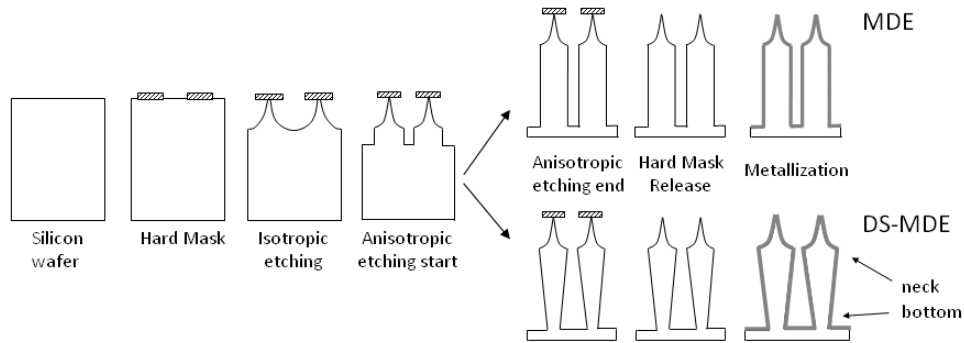 MDE
Anisotropic
etching end
Hard Mask
Release
Metallization
Silicon
wafer
Hard Mask
Isotropic
etching
Anisotropic
etching start
DS-MDE
neck
bottom